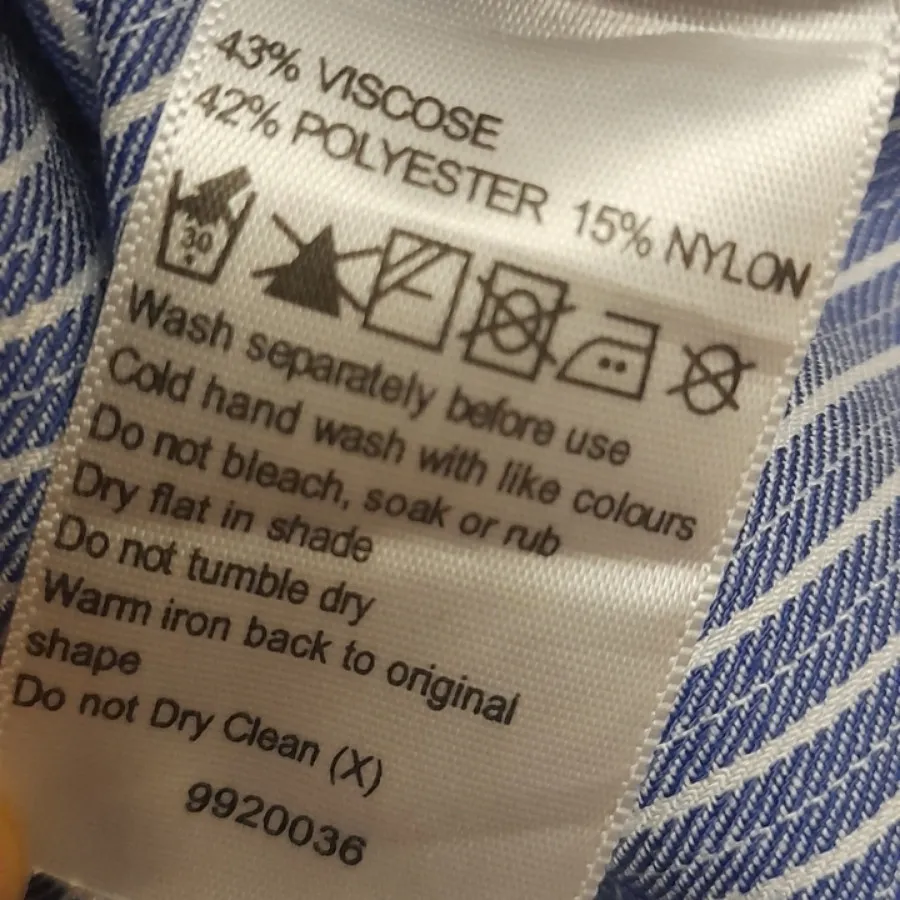 43% VISCOSE
42% POLYESTER 15% NYLON
30
Wash separately before use
Cold hand wash with like colours
Do not bleach, soak or rub
Dry flat in shade
Do not tumble dry
Warm iron back to original
shape
Do not Dry Clean (X)
9920036